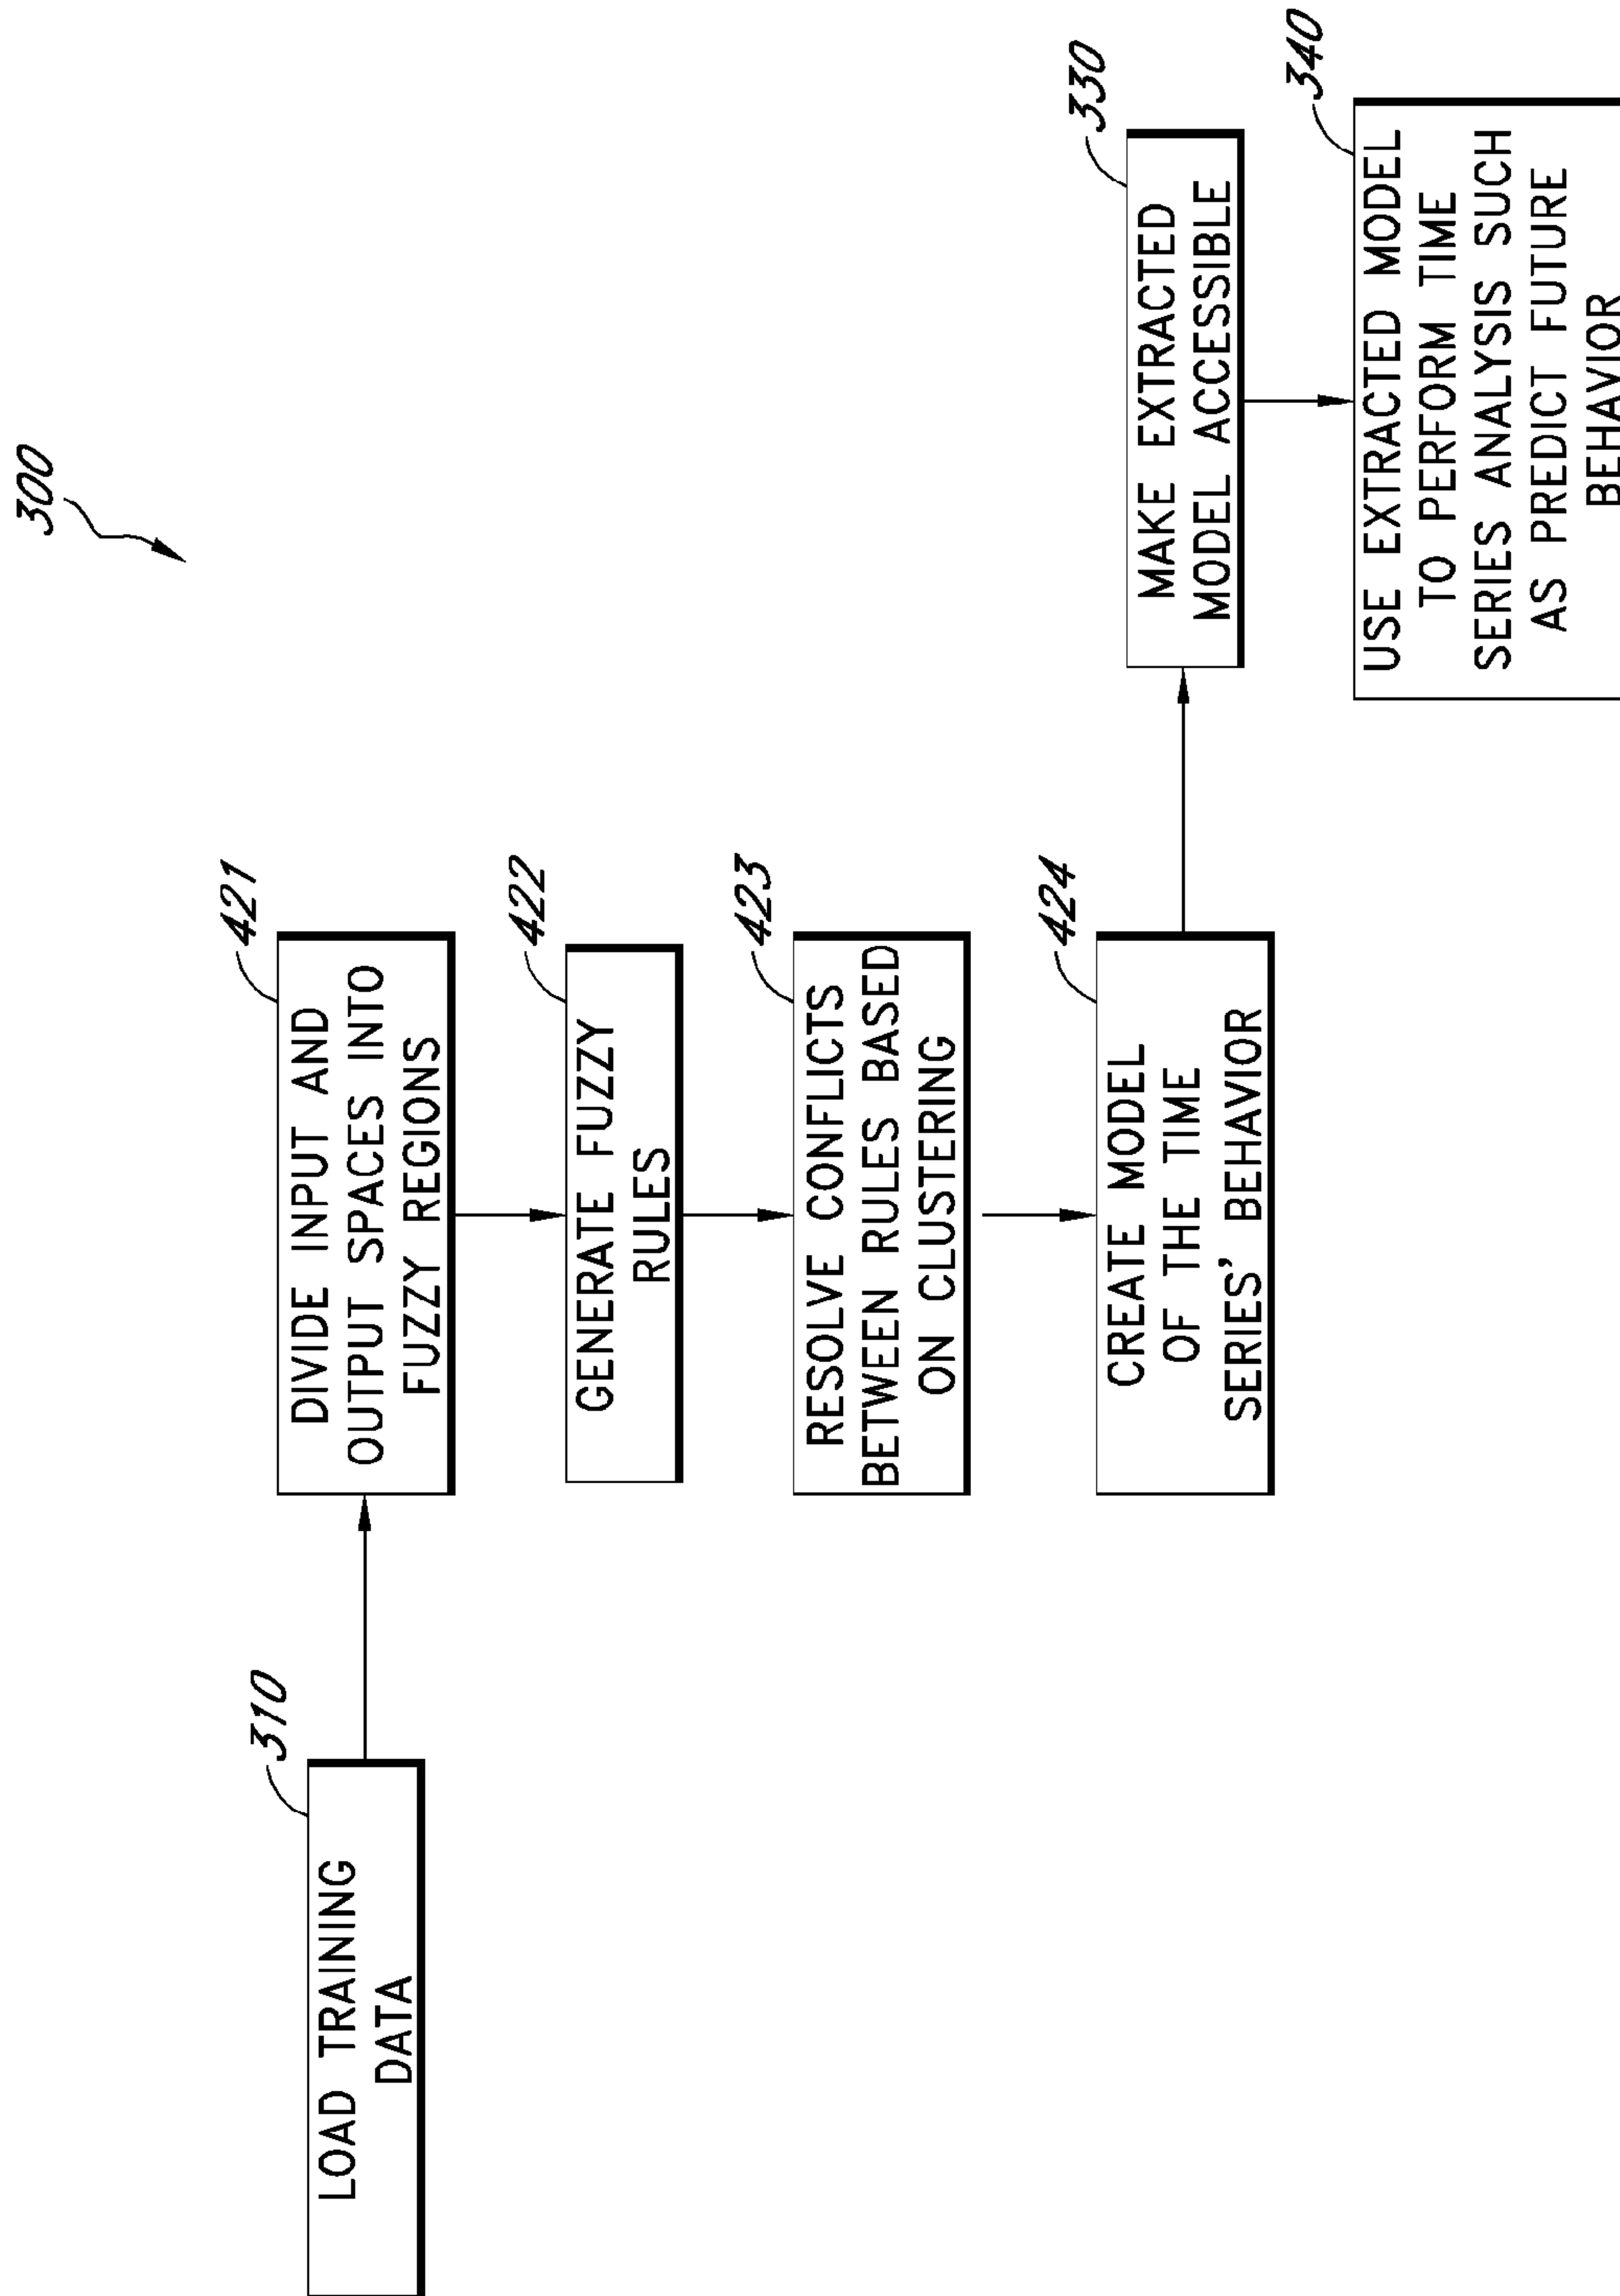 300
310
LOAD TRAINING
DATA
421
DIVIDE INPUT AND
OUTPUT SPACES INTO
FUZZY REGIONS
422
GENERATE FUZZY
RULES
423
RESOLVE CONFLICTS
BETWEEN RULES BASED
ON CLUSTERING
424
CREATE MODEL
OF THE TIME
SERIES' BEHAVIOR
330
MAKE EXTRACTED
MODEL ACCESSIBLE
340
USE EXTRACTED MODEL
TO PERFORM TIME
SERIES ANALYSIS SUCH
AS PREDICT FUTURE
BEHAVIOR